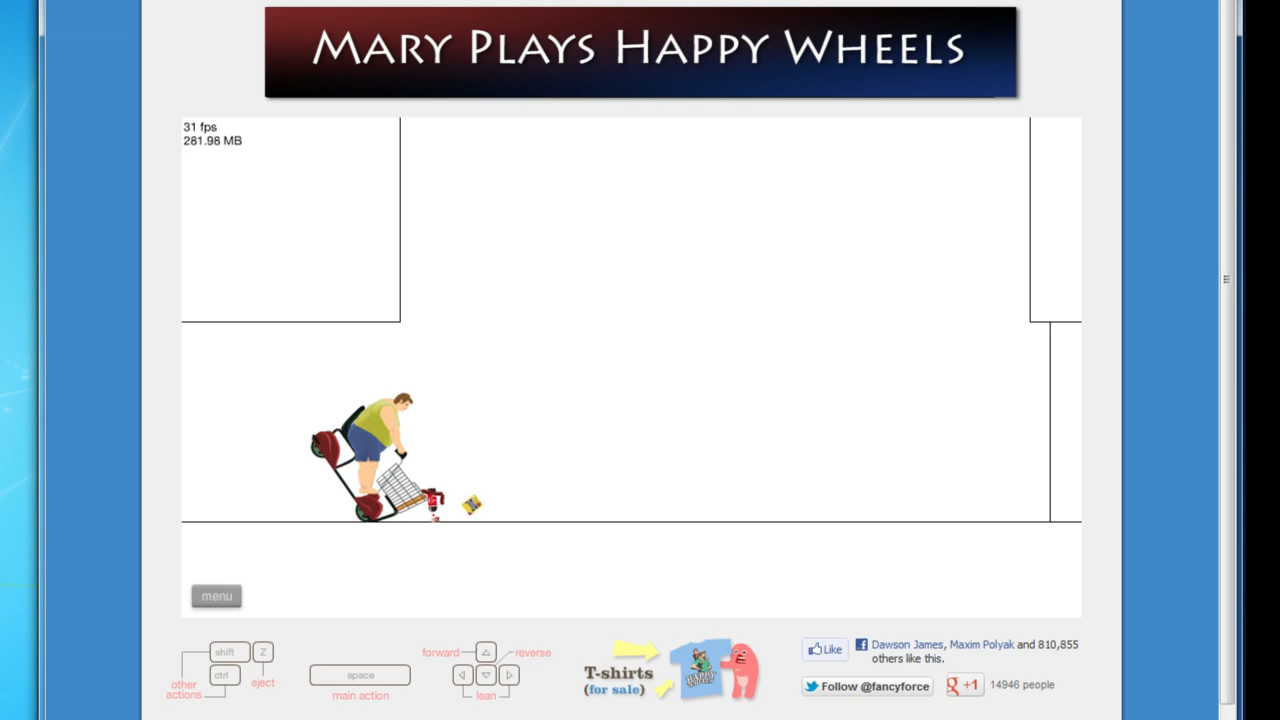 MARY PLAYS HAPPY WHEELS
31 fps
281.98 MB
menu
shift
Z
ctrl
other
actions
eject
space
main action
forward
reverse
lean
T-shirts
(for sale)
HAPPY
Like
Dawson James, Maxim Polyak and 810,855
others like this.
Follow @fancyforce
g +1
14946 people